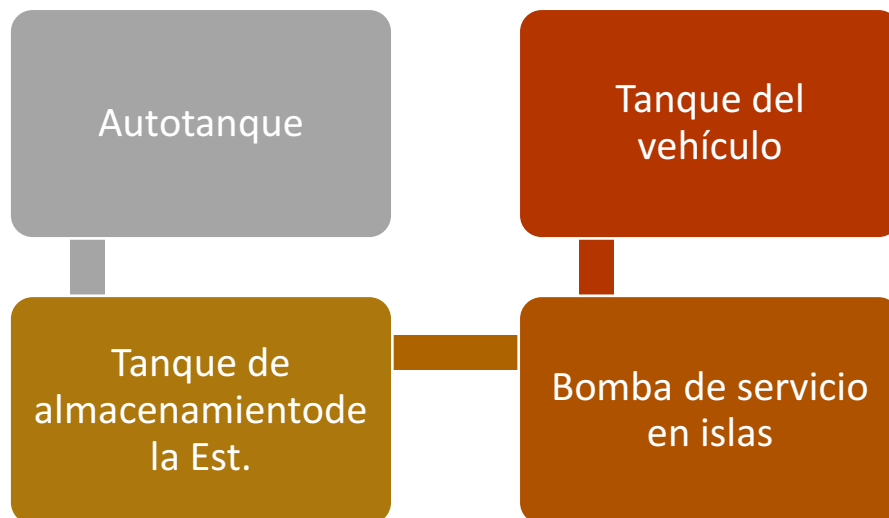 Autotanque
Tanque de
almacenamientode
la Est.
Bomba de servicio
en islas
Tanque del
vehículo